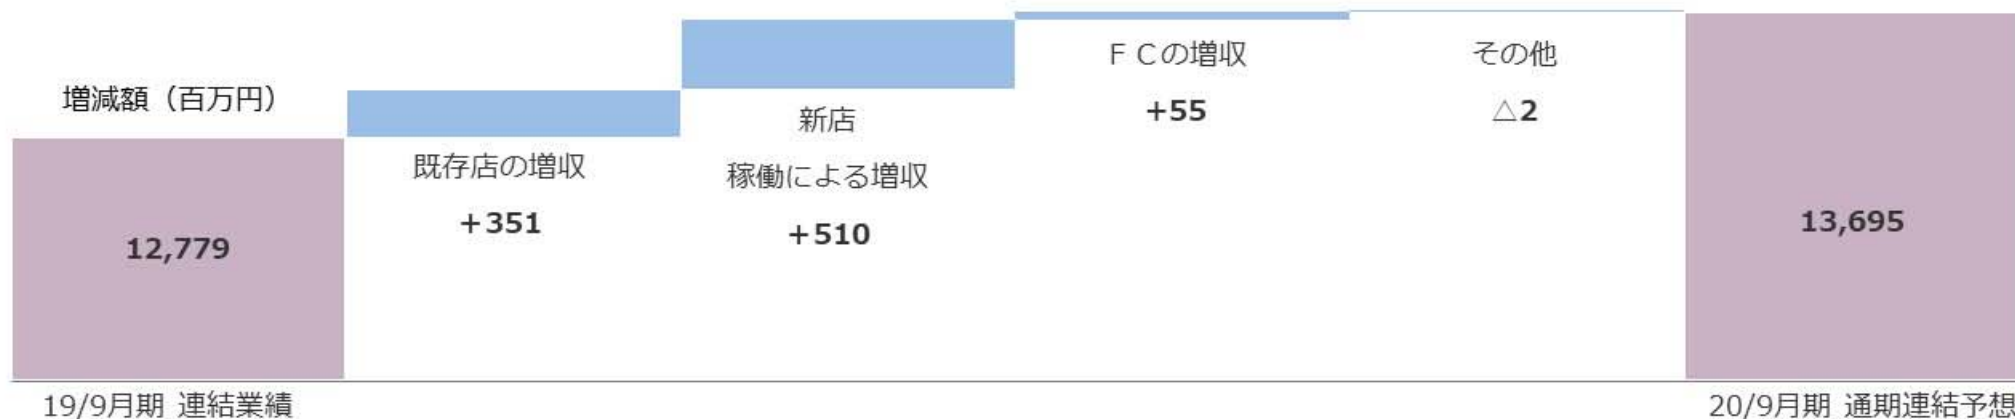 増減額（百万円）
12,779
既存店の増収
＋351
新店
稼働による増収
＋510
ＦＣの増収
+55
その他
△2
13,695
19/9月期 連結業績
20/9月期 通期連結予想